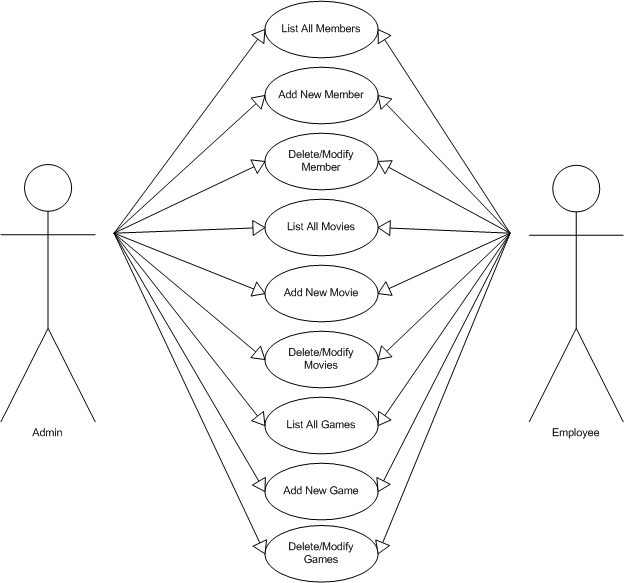 List All Members
Add New Member
Delete/Modify
Member
List All Movies
Add New Movie
Delete/Modify
Movies
List All Games
Add New Game
Delete/Modify
Games
Admin
Employee